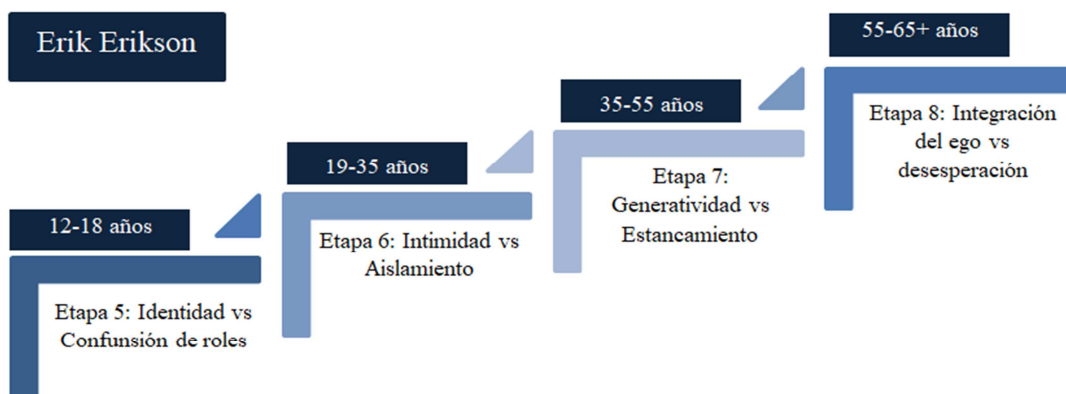 Erik Erikson
12-18 años
Etapa 5: Identidad vs
Confunsión de roles
19-35 años
Etapa 6: Intimidad vs
Aislamiento
35-55 años
Etapa 7:
Generatividad vs
Estancamiento
55-65+ años
Etapa 8: Integración
del ego vs
desesperación